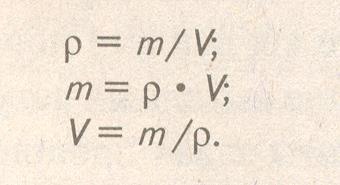 ρ = m/V;
m = ρ • V;
V = m/ρ.